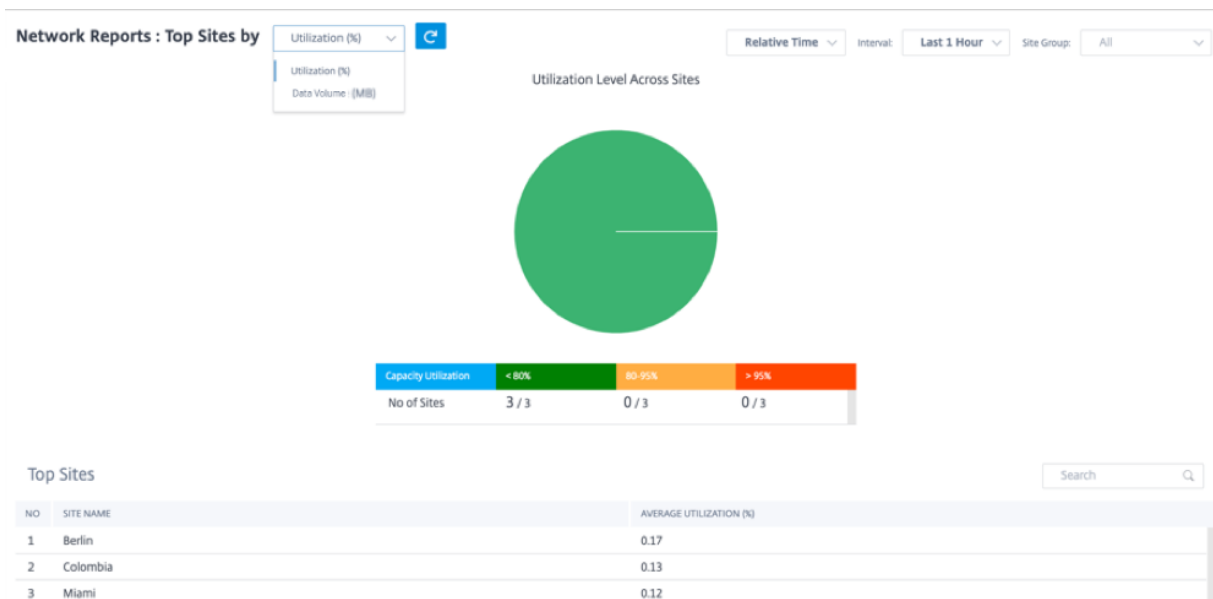 Network Reports : Top Sites by Utilization (%)
Relative Time Interval: Last 1 Hour Site Group: All
Utilization (%)
Data Volume : (MB)
Utilization Level Across Sites
Capacity Utilization < 80% 80-95% > 95%
No of Sites 3 / 3 0 / 3 0 / 3
Top Sites
Search
NO SITE NAME AVERAGE UTILIZATION (%)
1 Berlin 0.17
2 Colombia 0.13
3 Miami 0.12